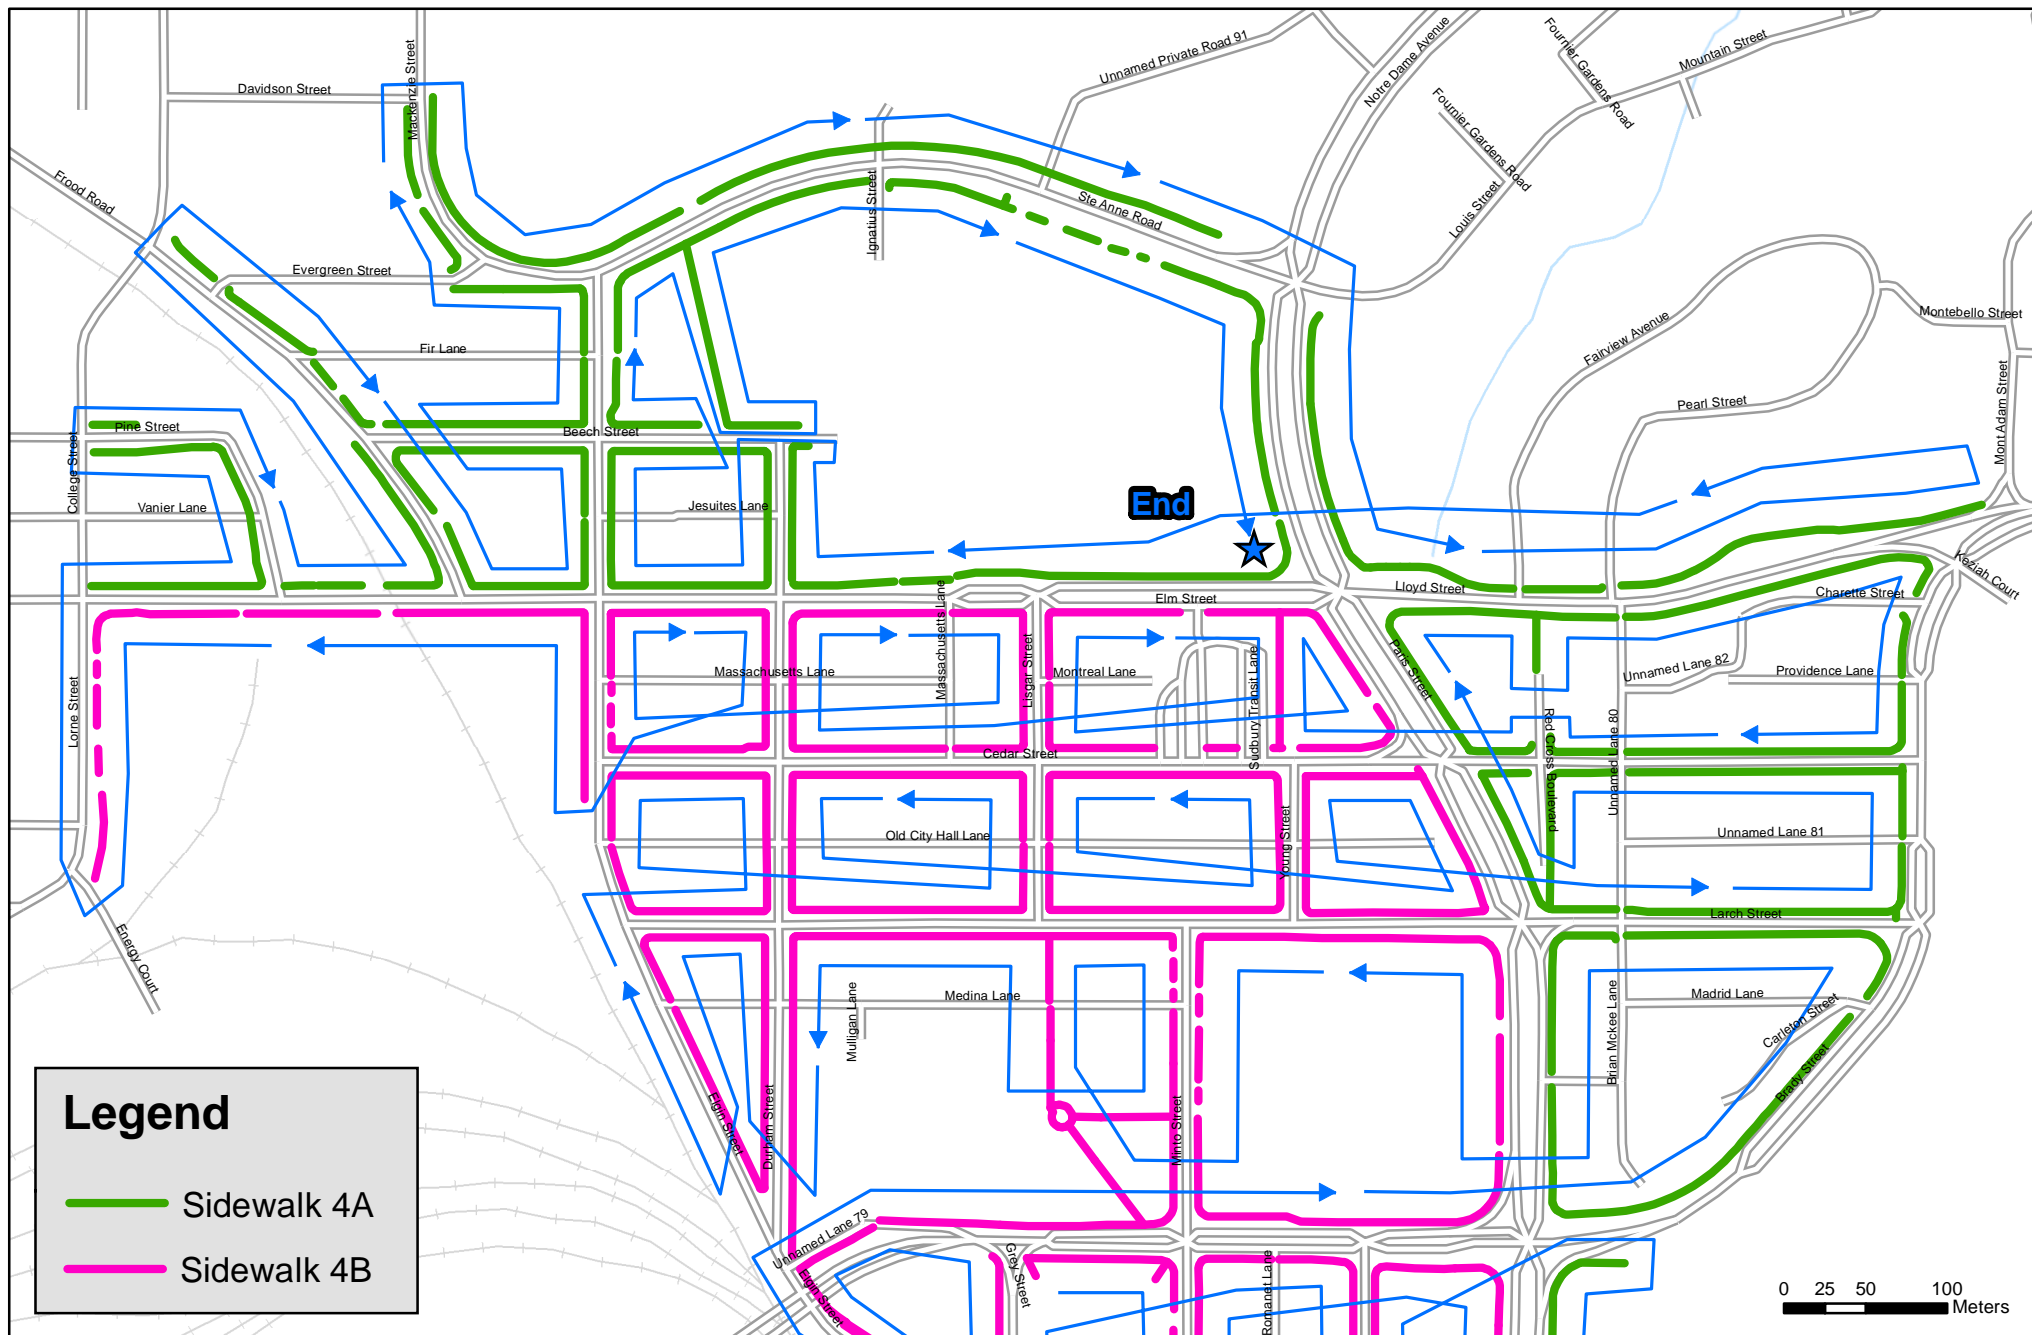 Unnamed Private Road 91
Notre Dame Avenue
Fournier Gardens Road
Mountain Street
Mackenzie Street
Davidson Street
Fournier Gardens Road
Frood Road
Ignatius Street
Ste Anne Road
Louis Street
Evergreen Street
Fairview Avenue
Montebello Street
Fir Lane
Mont Adam Street
Pearl Street
Pine Street
Beech Street
College Street
Vanier Lane
Jesuites Lane
End
Keziah Court
Lloyd Street
Charette Street
Elm Street
Massachusetts Lane
Massachusetts Lane
Lisgar Street
Montreal Lane
Sudbury Transit Lane
Paris Street
Unnamed Lane 82
Providence Lane
Lorne Street
Cedar Street
Red Cross Boulevard
Unnamed Lane 80
Old City Hall Lane
Young Street
Unnamed Lane 81
Larch Street
Energy Court
Medina Lane
Mulligan Lane
Madrid Lane
Brian Mckee Lane
Carleton Street
Brady Street
Elgin Street
Durham Street
Minto Street
Unnamed Lane 79
Elgin Street
Grey Street
Romanet Lane
Legend
Sidewalk 4A
Sidewalk 4B
0 25 50 100
Meters